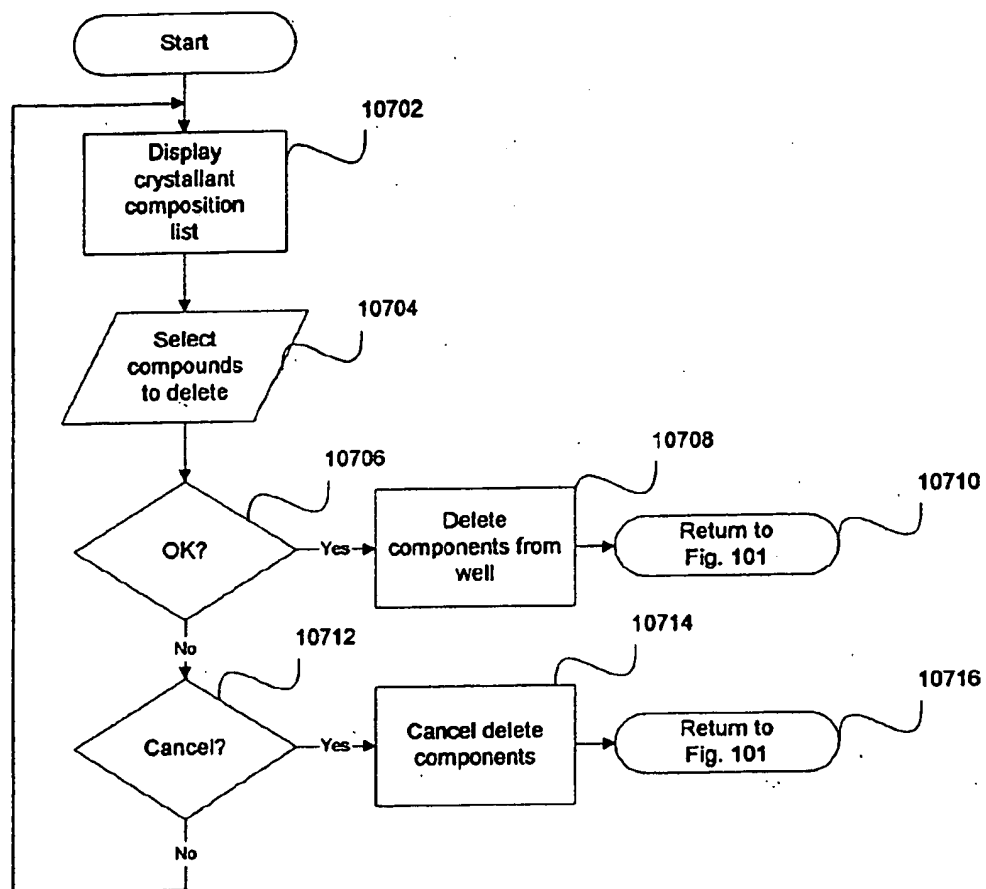 Start
10702
Display
crystallant
composition
list
10704
Select
compounds
to delete
10706
OK?
Yes
10708
Delete
components from
well
10710
Return to
Fig. 101
No
10712
Cancel?
Yes
10714
Cancel delete
components
10716
Return to
Fig. 101
No